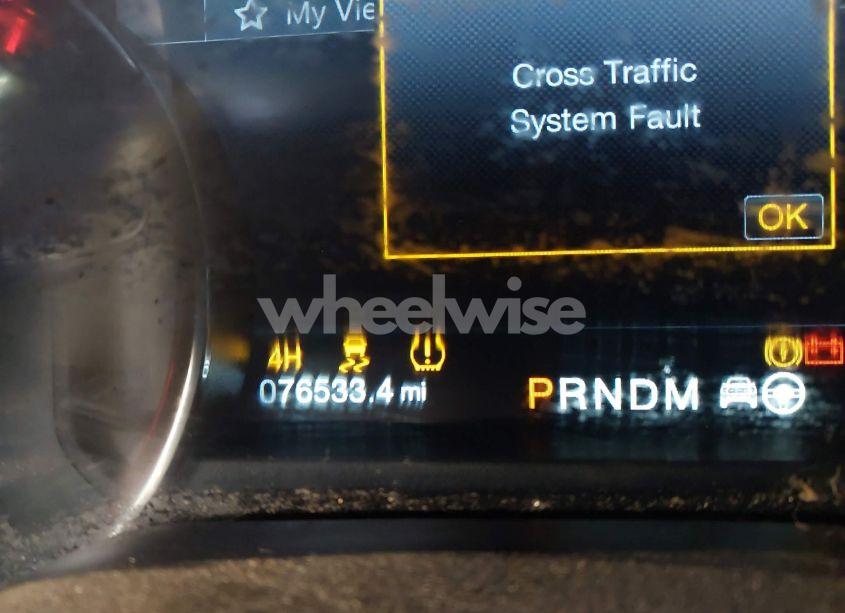 My Vie
Cross Traffic
System Fault
OK
wheelwise
4H
076533.4 mi
PRNDM